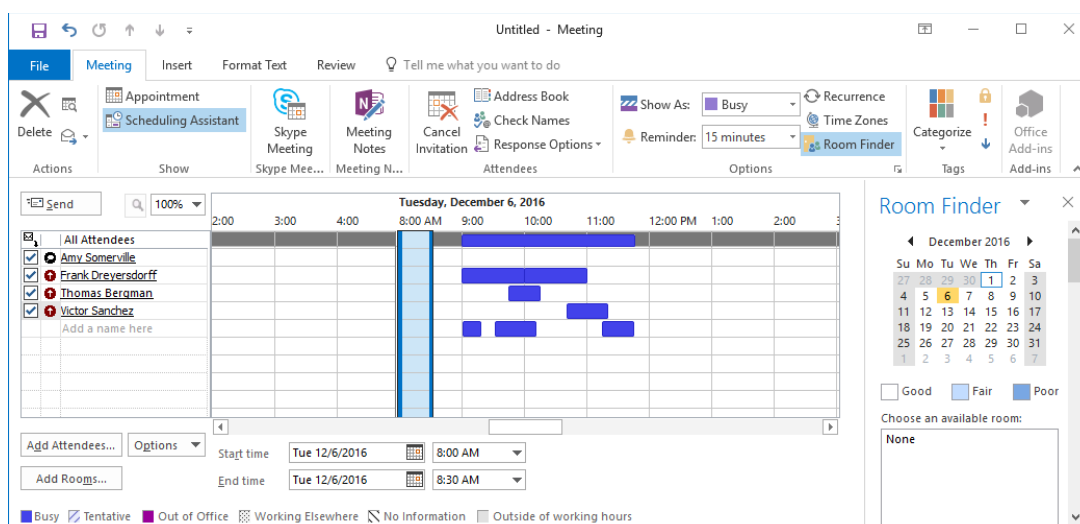 Untitled - Meeting
File Meeting Insert Format Text Review Tell me what you want to do
Delete
Actions
Appointment
Scheduling Assistant
Show
Skype Meeting
Skype Mee...
Meeting Notes
Meeting N...
Cancel Invitation
Address Book
Check Names
Response Options
Attendees
Show As: Busy
Reminder: 15 minutes
Recurrence
Time Zones
Room Finder
Options
Categorize
Tags
Office Add-ins
Add-ins
Send 100%
Tuesday, December 6, 2016
2:00 3:00 4:00 8:00 AM 9:00 10:00 11:00 12:00 PM 1:00 2:00
All Attendees
Amy Somerville
Frank Dreyersdorff
Thomas Bergman
Victor Sanchez
Add a name here
Add Attendees... Options
Add Rooms...
Start time Tue 12/6/2016 8:00 AM
End time Tue 12/6/2016 8:30 AM
Busy Tentative Out of Office Working Elsewhere No Information Outside of working hours
Room Finder
December 2016
Su Mo Tu We Th Fr Sa
27 28 29 30 1 2 3
4 5 6 7 8 9 10
11 12 13 14 15 16 17
18 19 20 21 22 23 24
25 26 27 28 29 30 31
1 2 3 4 5 6 7
Good Fair Poor
Choose an available room:
None